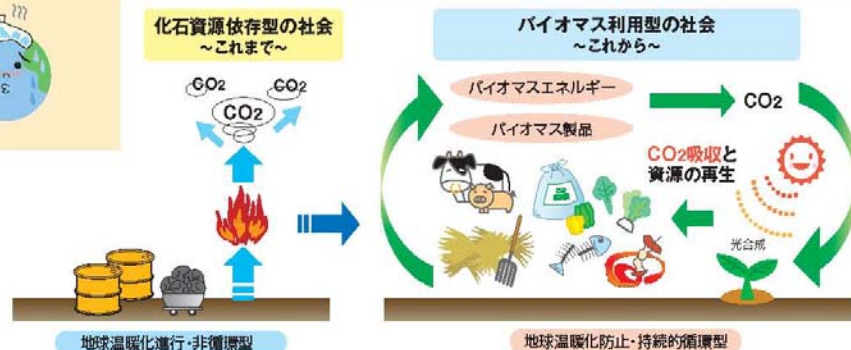 化石資源依存型の社会
～これまで～
CO2
CO2
CO2
地球温暖化進行・非循環型
バイオマス利用型の社会
～これから～
バイオマスエネルギー
CO2
バイオマス製品
CO2吸収と
資源の再生
光合成
地球温暖化防止・持続的循環型